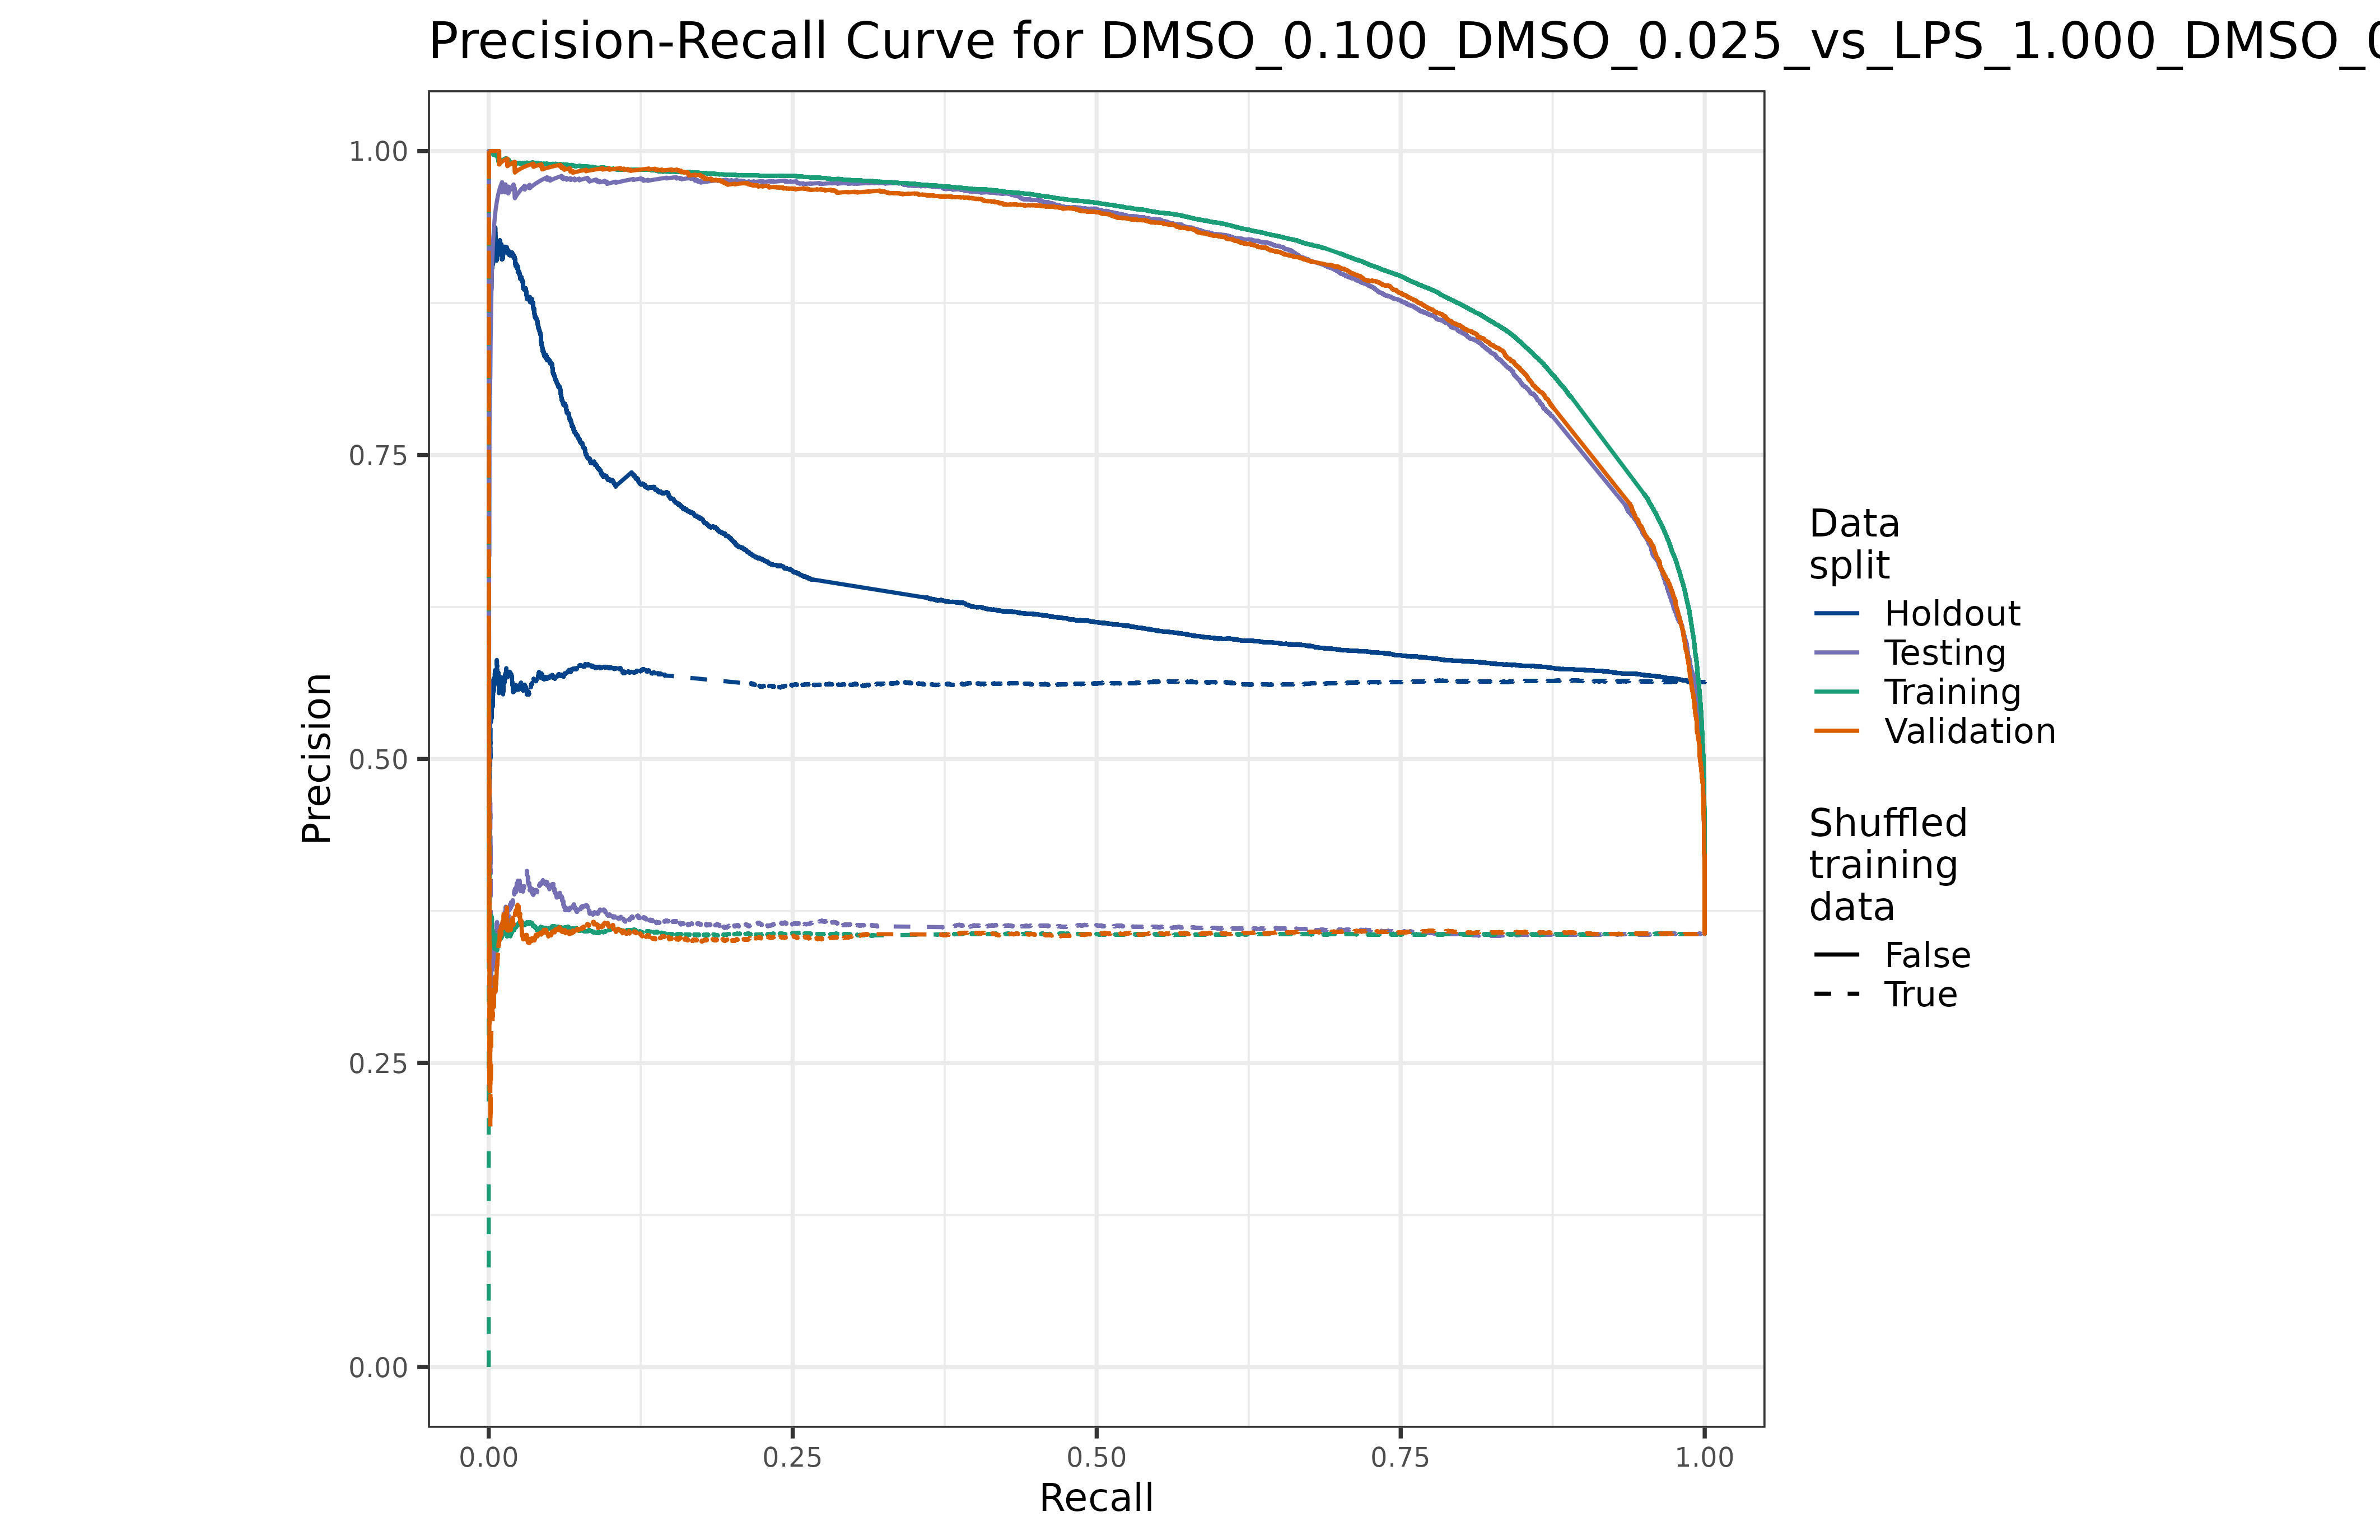 Precision-Recall Curve for DMSO_0.100_DMSO_0.025_vs_LPS_1.000_DMSO_0
1.00
0.75
0.50
0.25
0.00
Precision
0.00 0.25 0.50 0.75 1.00
Recall
Data
split
Holdout
Testing
Training
Validation
Shuffled
training
data
False
True